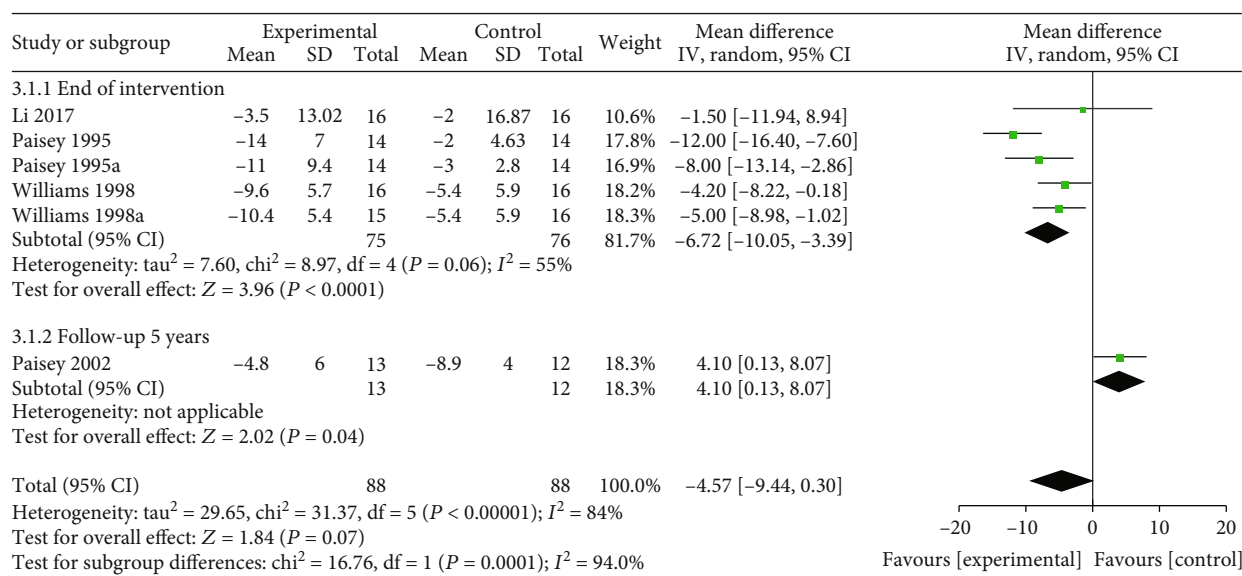 Study or subgroup Experimental Control Weight Mean difference Mean difference
Mean SD Total Mean SD Total IV, random, 95% CI IV, random, 95% CI
3.1.1 End of intervention
Li 2017 –3.5 13.02 16 –2 16.87 16 10.6% –1.50 [–11.94, 8.94]
Paisey 1995 –14 7 14 –2 4.63 14 17.8% –12.00 [–16.40, –7.60]
Paisey 1995a –11 9.4 14 –3 2.8 14 16.9% –8.00 [–13.14, –2.86]
Williams 1998 –9.6 5.7 16 –5.4 5.9 16 18.2% –4.20 [–8.22, –0.18]
Williams 1998a –10.4 5.4 15 –5.4 5.9 16 18.3% –5.00 [–8.98, –1.02]
Subtotal (95% CI) 75 76 81.7% –6.72 [–10.05, –3.39]
Heterogeneity: tau² = 7.60, chi² = 8.97, df = 4 (P = 0.06); I² = 55%
Test for overall effect: Z = 3.96 (P < 0.0001)
3.1.2 Follow-up 5 years
Paisey 2002 –4.8 6 13 –8.9 4 12 18.3% 4.10 [0.13, 8.07]
Subtotal (95% CI) 13 12 18.3% 4.10 [0.13, 8.07]
Heterogeneity: not applicable
Test for overall effect: Z = 2.02 (P = 0.04)
Total (95% CI) 88 88 100.0% –4.57 [–9.44, 0.30]
Heterogeneity: tau² = 29.65, chi² = 31.37, df = 5 (P < 0.00001); I² = 84%
Test for overall effect: Z = 1.84 (P = 0.07)
Test for subgroup differences: chi² = 16.76, df = 1 (P = 0.0001); I² = 94.0%
–20 –10 0 10 20
Favours [experimental] Favours [control]